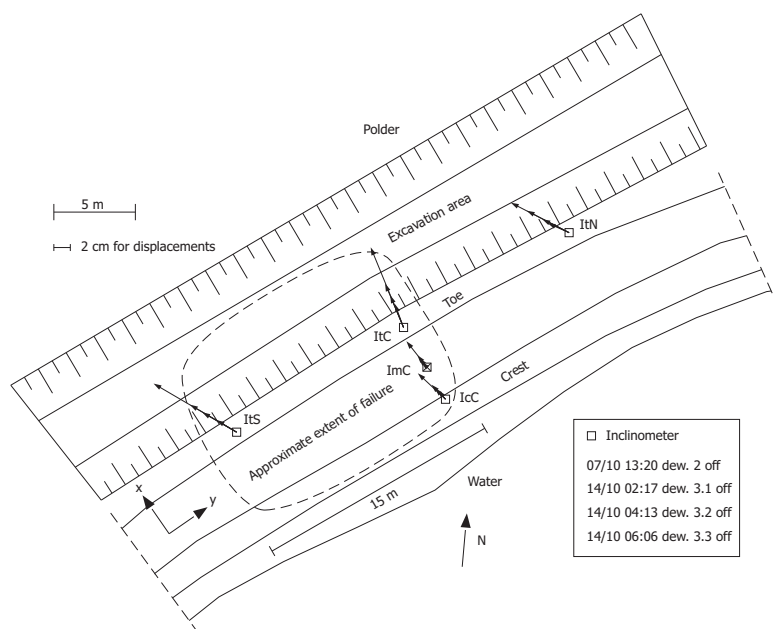 Polder
5 m
Excavation area
ItN
2 cm for displacements
Toe
ItC
ImC
Crest
IcC
ItS
Approximate extent of failure
Inclinometer
07/10 13:20 dew. 2 off
14/10 02:17 dew. 3.1 off
14/10 04:13 dew. 3.2 off
14/10 06:06 dew. 3.3 off
x
y
15 m
Water
N